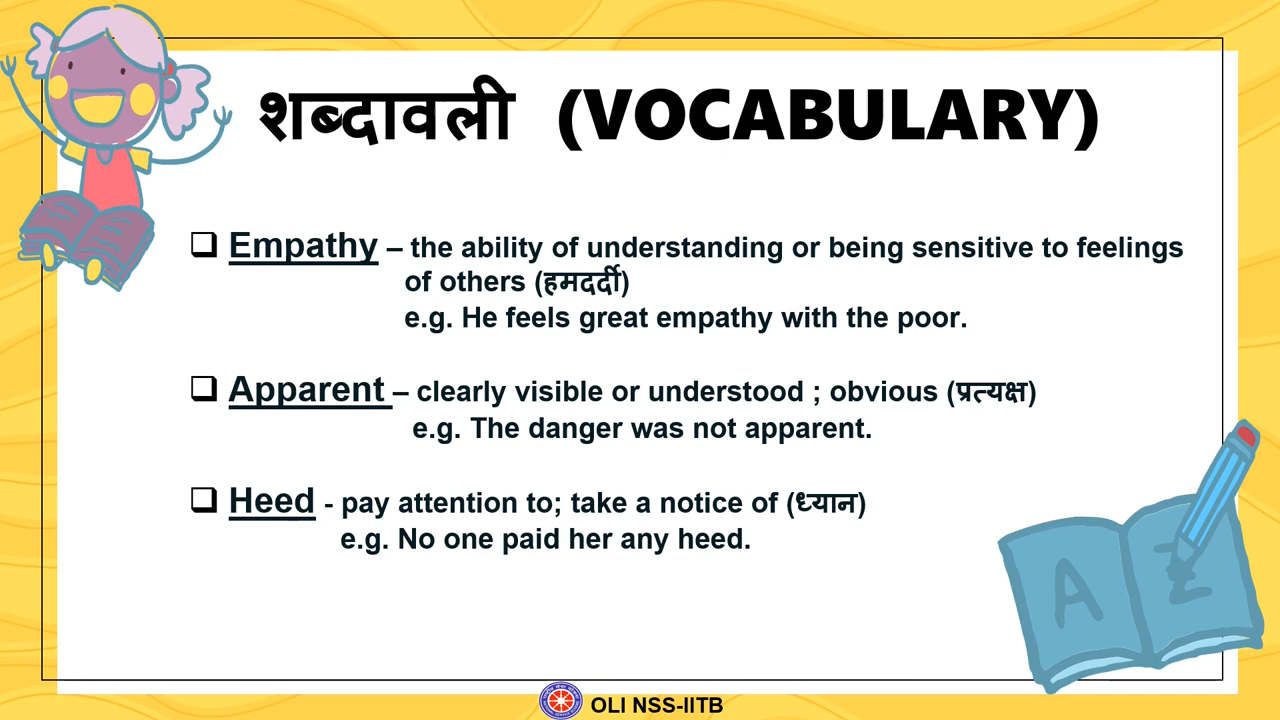 शब्दावली (VOCABULARY)
Empathy – the ability of understanding or being sensitive to feelings
of others (हमदर्दी)
e.g. He feels great empathy with the poor.
Apparent – clearly visible or understood ; obvious (प्रत्यक्ष)
e.g. The danger was not apparent.
Heed - pay attention to; take a notice of (ध्यान)
e.g. No one paid her any heed.
A Z
OLI NSS-IITB